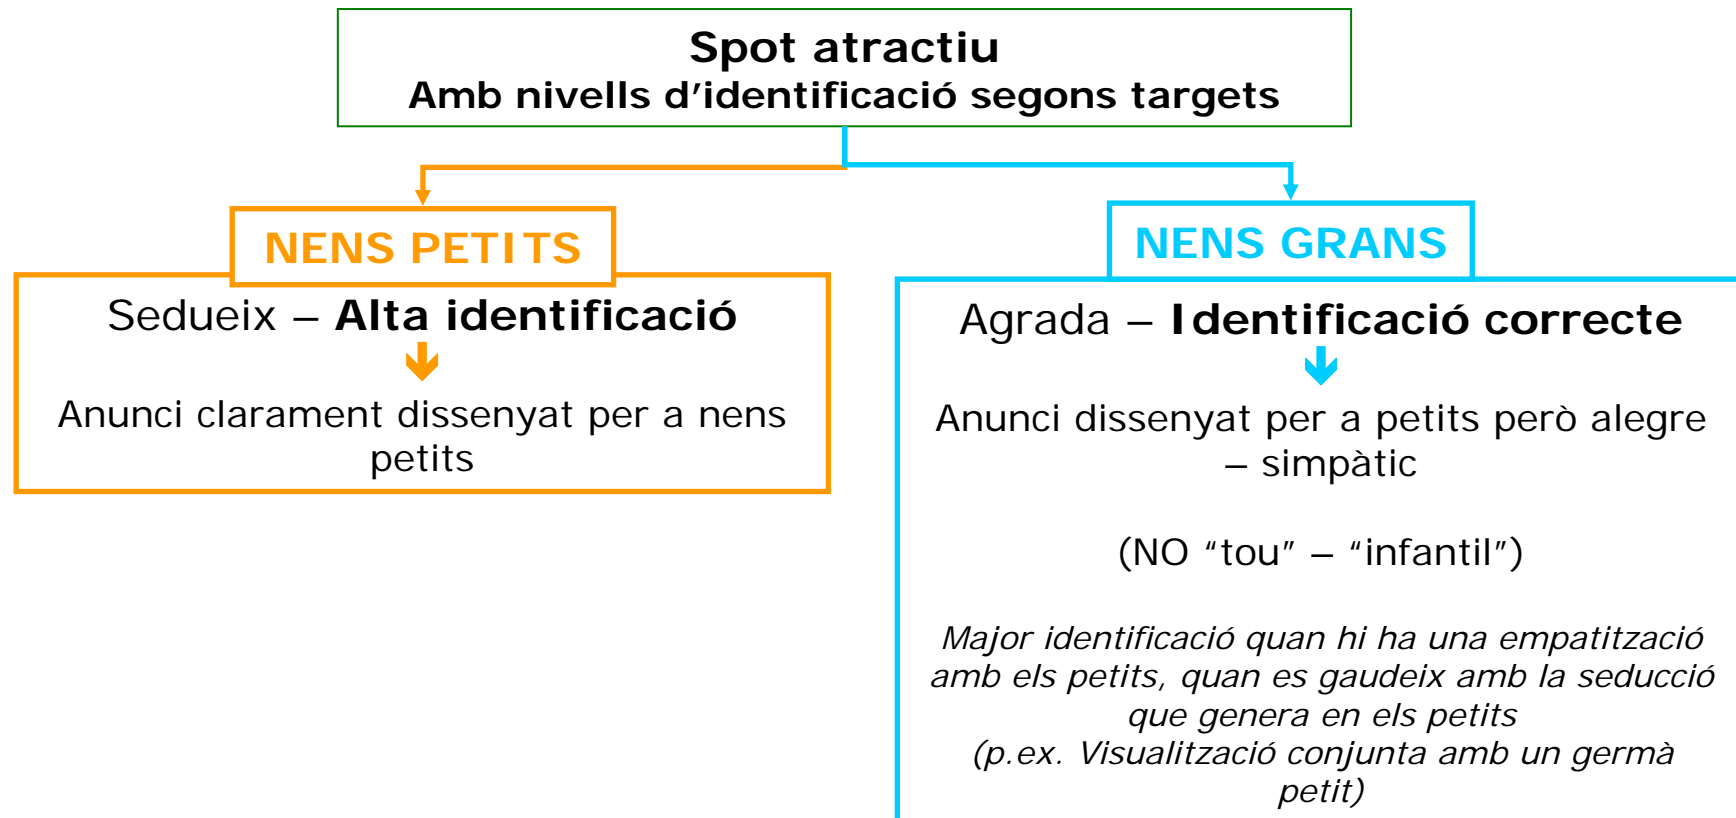 Spot atractiu
Amb nivells d’identificació segons targets
NENS PETITS
Sedueix – Alta identificació
Anunci clarament dissenyat per a nens
petits
NENS GRANS
Agrada – Identificació correcte
Anunci dissenyat per a petits però alegre
– simpàtic
(NO “tou” – “infantil”)
Major identificació quan hi ha una empatització
amb els petits, quan es gaudeix amb la seducció
que genera en els petits
(p.ex. Visualització conjunta amb un germà
petit)